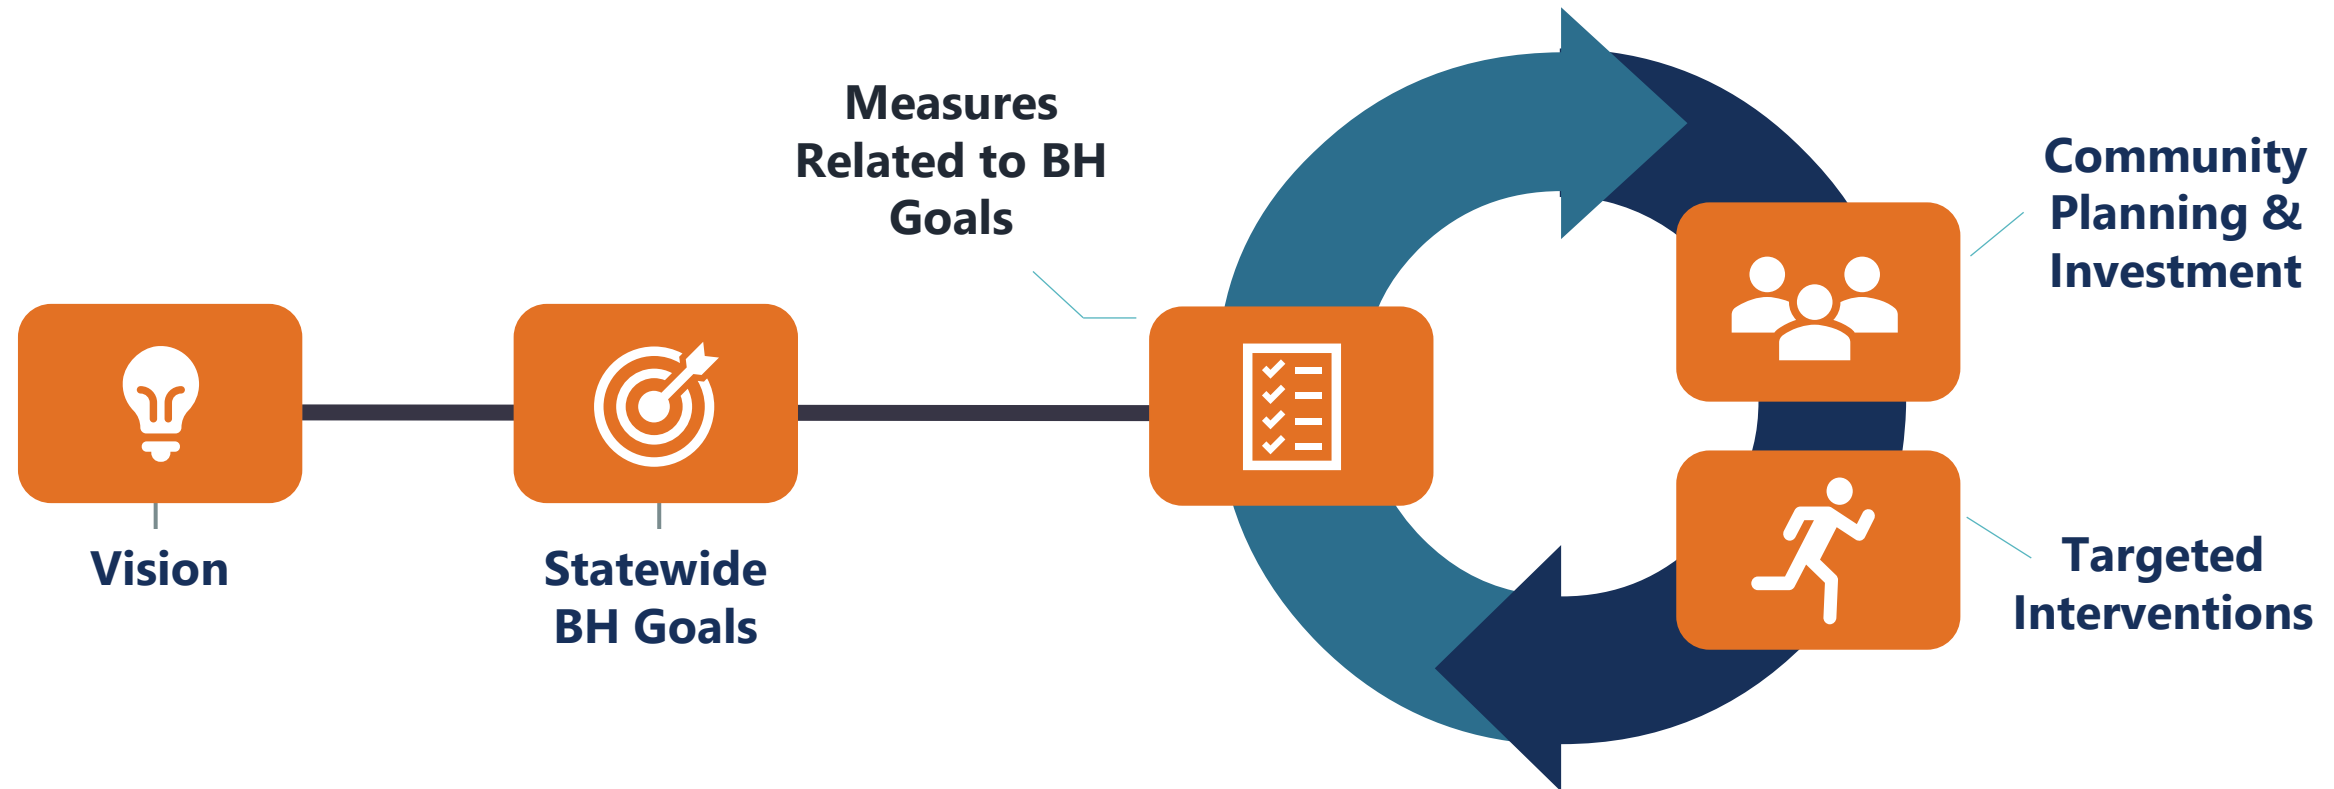 Measures
Related to BH
Goals
Community
Planning &
Investment
Vision
Statewide
BH Goals
Targeted
Interventions